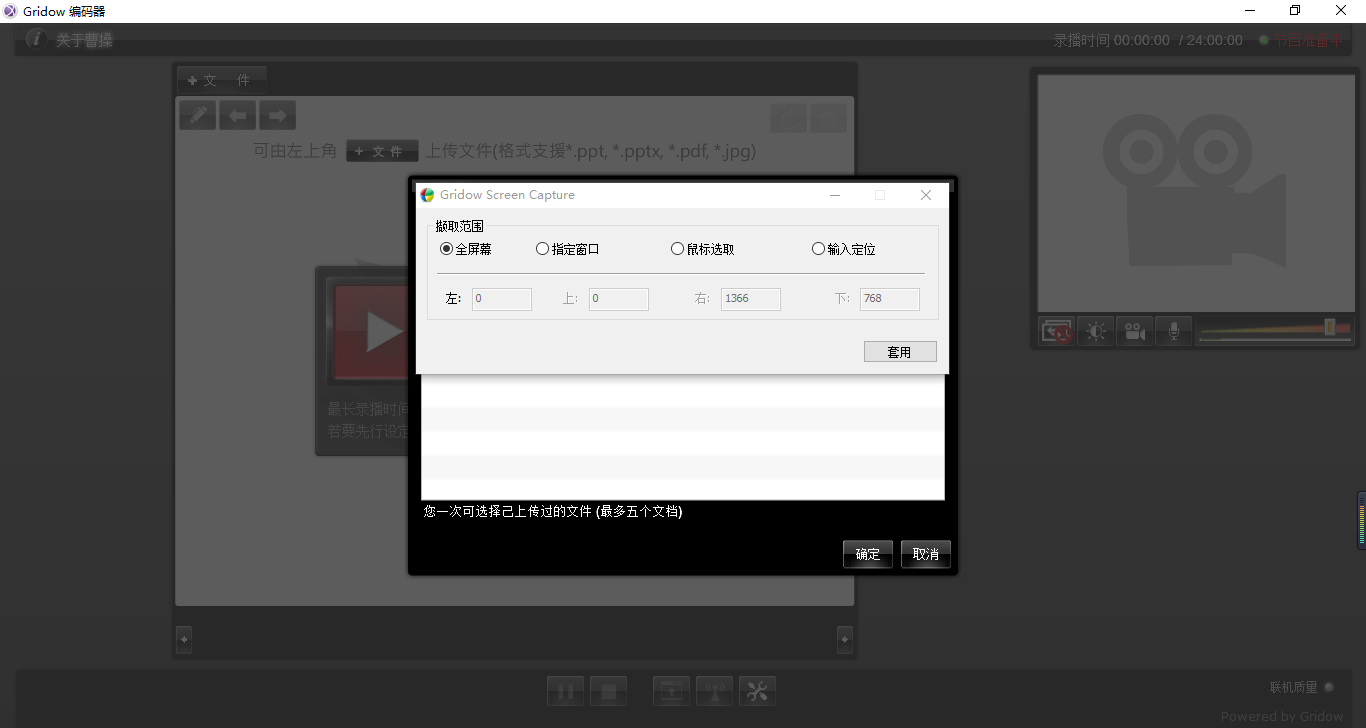 Gridow 编码器
关于曹操
录播时间 00:00:00 / 24:00:00 节目准备中
+ 文 件
可由左上角 + 文 件 上传文件(格式支援*.ppt, *.pptx, *.pdf, *.jpg)
Gridow Screen Capture
撷取范围
全屏幕 指定窗口 鼠标选取 输入定位
左: 0 上: 0 右: 1366 下: 768
套用
最长录播时间
若要先行设定
您一次可选择己上传过的文件 (最多五个文档)
确定 取消
联机质量
Powered by Gridow